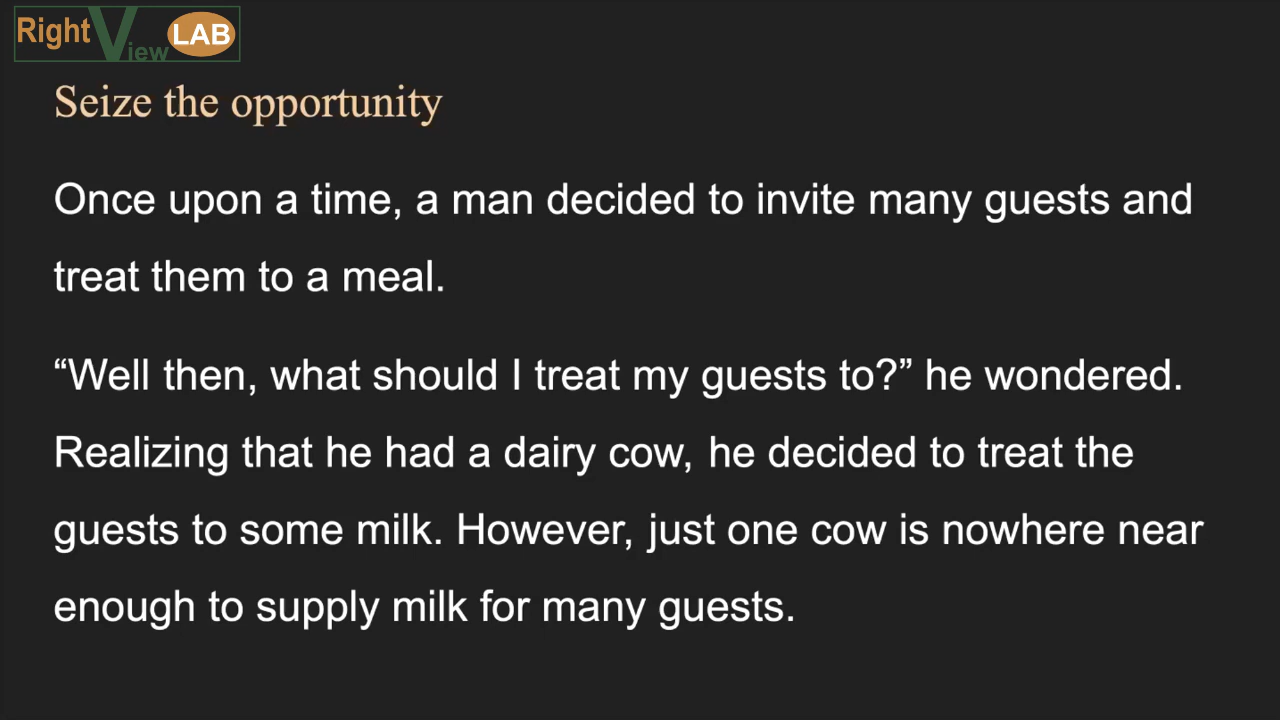 Right View LAB
Seize the opportunity
Once upon a time, a man decided to invite many guests and
treat them to a meal.
“Well then, what should I treat my guests to?” he wondered.
Realizing that he had a dairy cow, he decided to treat the
guests to some milk. However, just one cow is nowhere near
enough to supply milk for many guests.